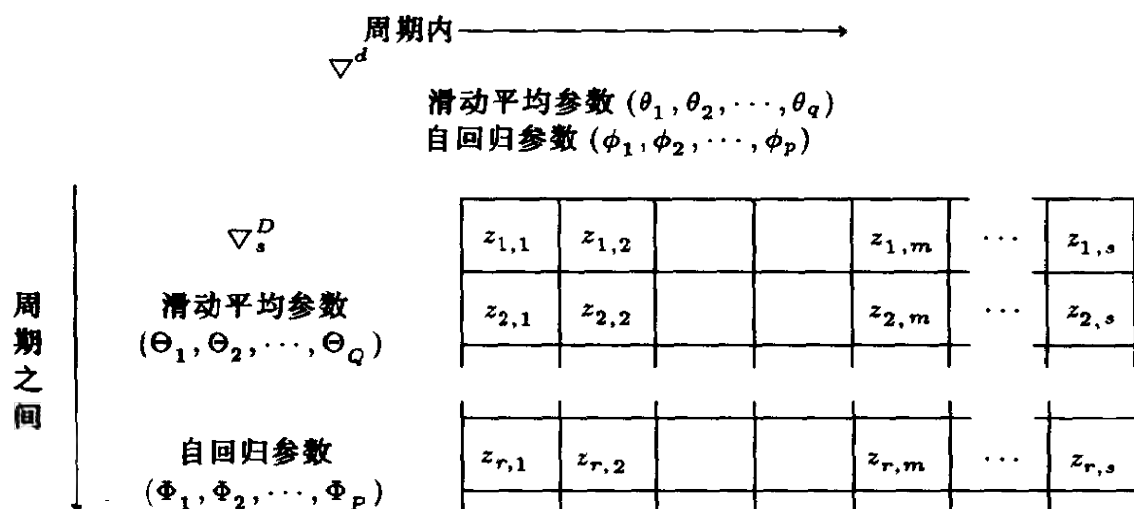 周期内
∇^d
滑动平均参数 (θ_1, θ_2, ⋯, θ_q)
自回归参数 (ϕ_1, ϕ_2, ⋯, ϕ_p)
周期之间
∇_s^D
滑动平均参数
(Θ_1, Θ_2, ⋯, Θ_Q)
自回归参数
(Φ_1, Φ_2, ⋯, Φ_P)
z_{1,1} z_{1,2} z_{1,m} ⋯ z_{1,s}
z_{2,1} z_{2,2} z_{2,m} ⋯ z_{2,s}
z_{r,1} z_{r,2} z_{r,m} ⋯ z_{r,s}